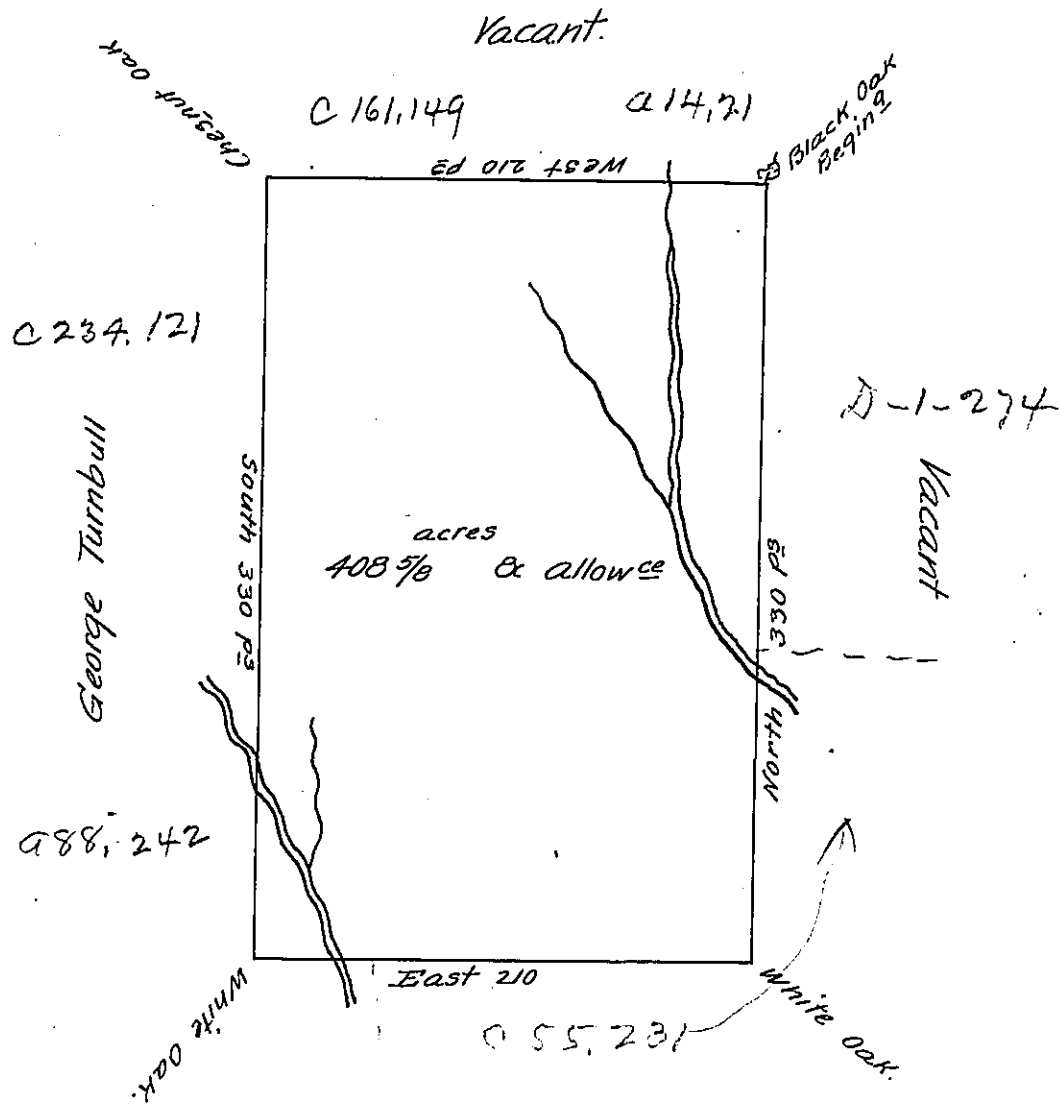 Vacant.
Chesnut Oak
C 161,149
a 14,21
Black Oak
Begin g
West 210 ps
C 234,121
George Turnbull
South 330 ps
acres
408 5/8 & allow ce
North 330 ps
D-1-274
Vacant
a 88, 242
White Oak.
East 210
C 55, 231
White Oak.